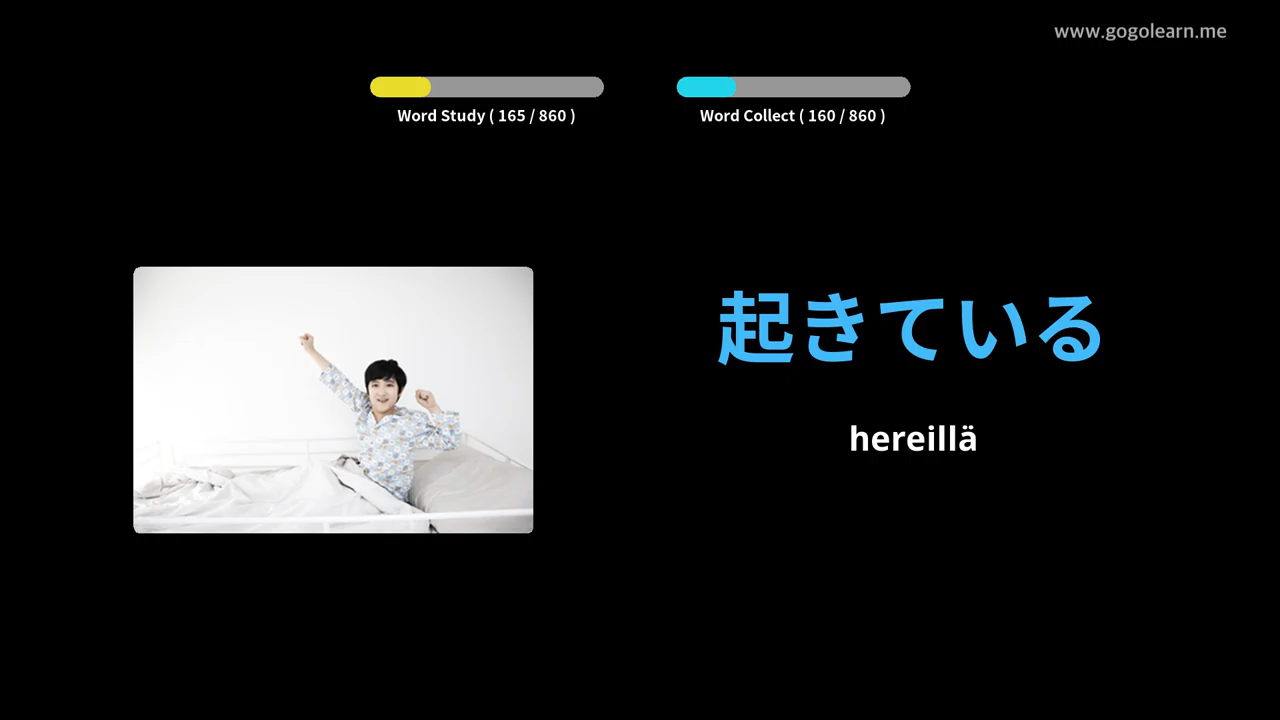 www.gogolearn.me
Word Study ( 165 / 860 )
Word Collect ( 160 / 860 )
起きている
hereillä